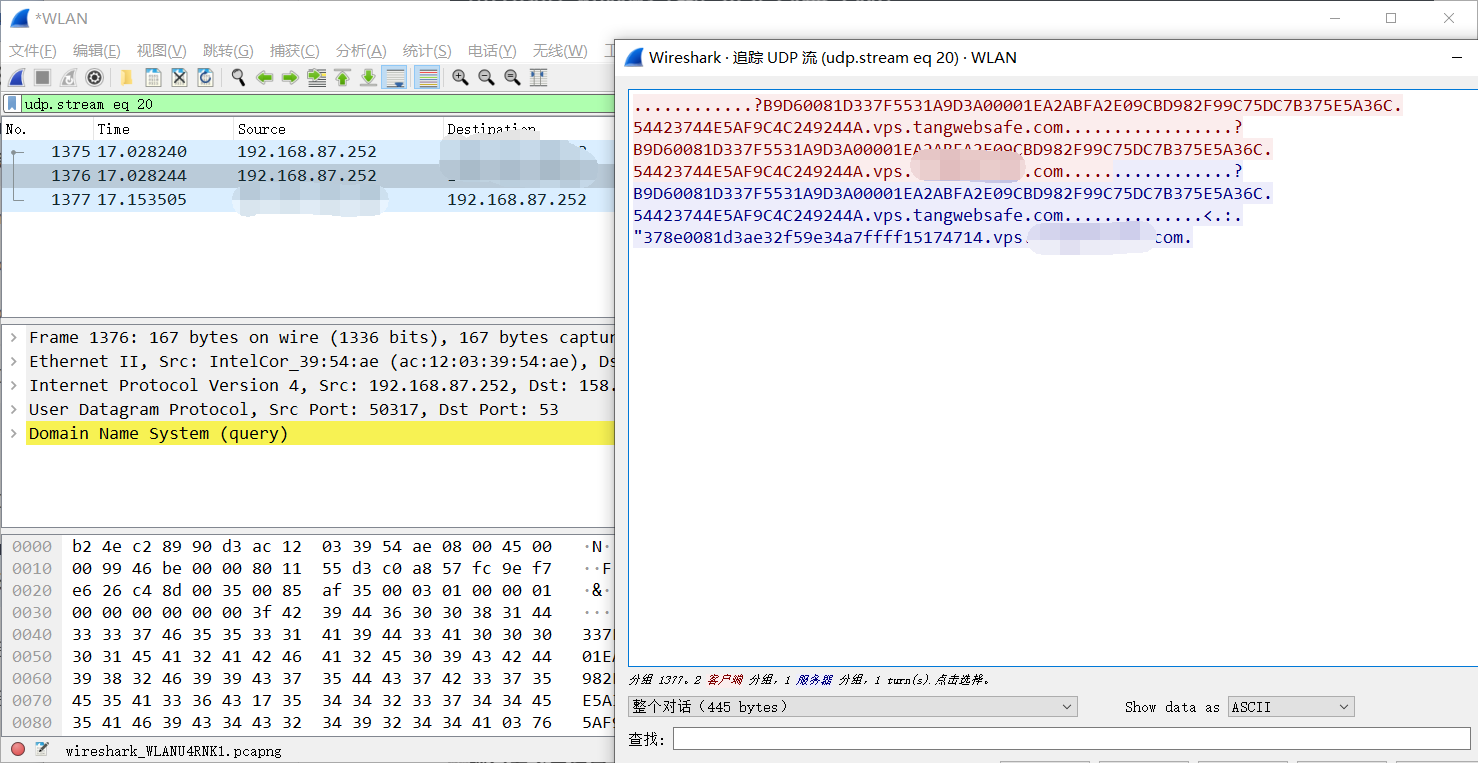 *WLAN
文件(F) 编辑(E) 视图(V) 跳转(G) 捕获(C) 分析(A) 统计(S) 电话(Y) 无线(W)
udp.stream eq 20
No. Time Source Destination
1375 17.028240 192.168.87.252
1376 17.028244 192.168.87.252
1377 17.153505 192.168.87.252
Frame 1376: 167 bytes on wire (1336 bits), 167 bytes captur
Ethernet II, Src: IntelCor_39:54:ae (ac:12:03:39:54:ae), Ds
Internet Protocol Version 4, Src: 192.168.87.252, Dst: 158.
User Datagram Protocol, Src Port: 50317, Dst Port: 53
Domain Name System (query)
0000 b2 4e c2 89 90 d3 ac 12 03 39 54 ae 08 00 45 00 ·N·
0010 00 99 46 be 00 00 80 11 55 d3 c0 a8 57 fc 9e f7 ··F
0020 e6 26 c4 8d 00 35 00 85 af 35 00 03 01 00 00 01 ·&·
0030 00 00 00 00 00 00 3f 42 39 44 36 30 30 38 31 44 ···
0040 33 33 37 46 35 35 33 31 41 39 44 33 41 30 30 30 337
0050 30 31 45 41 32 41 42 46 41 32 45 30 39 43 42 44 01E
0060 39 38 32 46 39 39 43 37 35 44 43 37 42 33 37 35 982
0070 45 35 41 33 36 43 17 35 34 34 32 33 37 34 34 45 E5A
0080 35 41 46 39 43 34 43 32 34 39 32 34 34 41 03 76 5AF
wireshark_WLANU4RNK1.pcapng
Wireshark · 追踪 UDP 流 (udp.stream eq 20) · WLAN
............?B9D60081D337F5531A9D3A00001EA2ABFA2E09CBD982F99C75DC7B375E5A36C.
54423744E5AF9C4C249244A.vps.tangwebsafe.com.................?
B9D60081D337F5531A9D3A00001EA2ABFA2E09CBD982F99C75DC7B375E5A36C.
54423744E5AF9C4C249244A.vps. .com.................?
B9D60081D337F5531A9D3A00001EA2ABFA2E09CBD982F99C75DC7B375E5A36C.
54423744E5AF9C4C249244A.vps.tangwebsafe.com..............<.:.
"378e0081d3ae32f59e34a7ffff15174714.vps. com.
分组 1377。2 客户端 分组，1 服务器 分组，1 turn(s).点击选择。
整个对话（445 bytes） Show data as ASCII
查找: